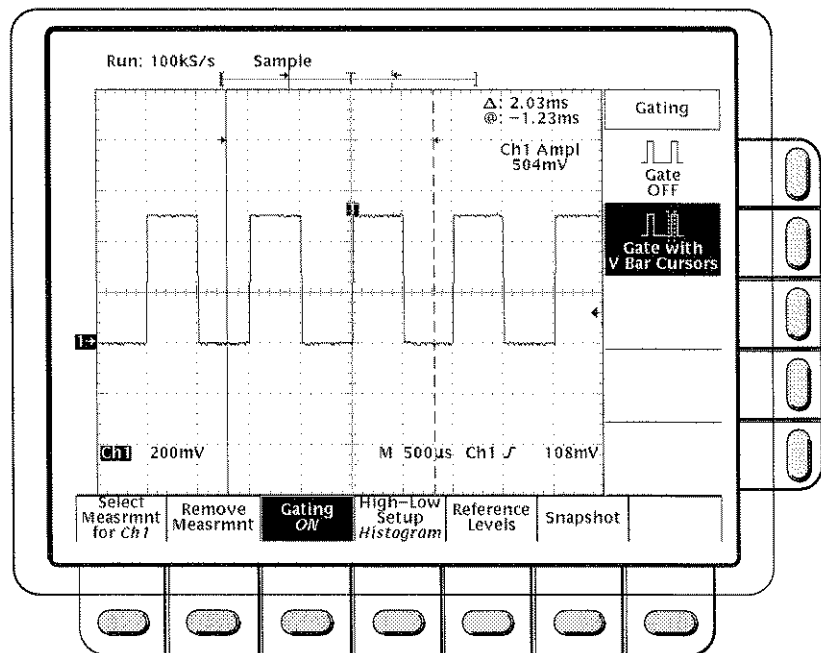 Run: 100kS/s Sample
Δ: 2.03ms
@: −1.23ms
Ch1 Ampl
504mV
Gating
Gate
OFF
Gate with
V Bar Cursors
1
Ch1 200mV M 500µs Ch1 108mV
Select
Measrmnt
for Ch1
Remove
Measrmnt
Gating
ON
High−Low
Setup
Histogram
Reference
Levels
Snapshot